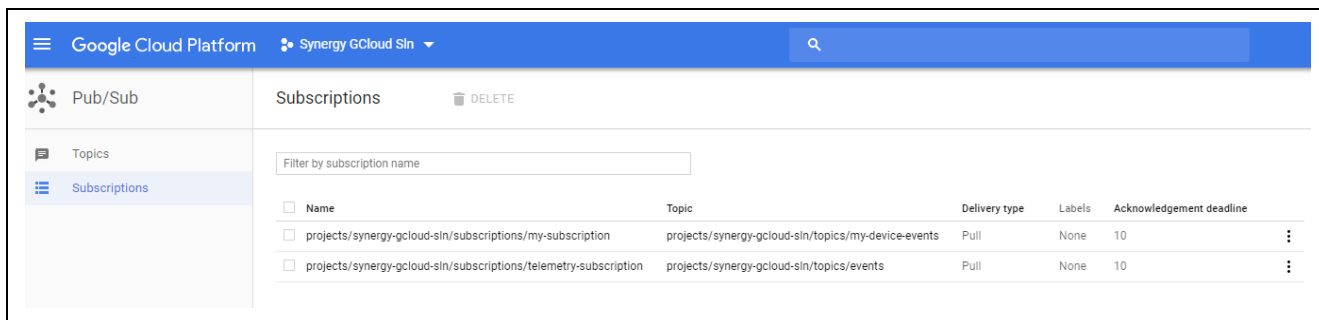 Google Cloud Platform Synergy GCloud Sln
Pub/Sub Subscriptions DELETE
Topics
Subscriptions
Filter by subscription name
Name Topic Delivery type Labels Acknowledgement deadline
projects/synergy-gcloud-sln/subscriptions/my-subscription projects/synergy-gcloud-sln/topics/my-device-events Pull None 10
projects/synergy-gcloud-sln/subscriptions/telemetry-subscription projects/synergy-gcloud-sln/topics/events Pull None 10